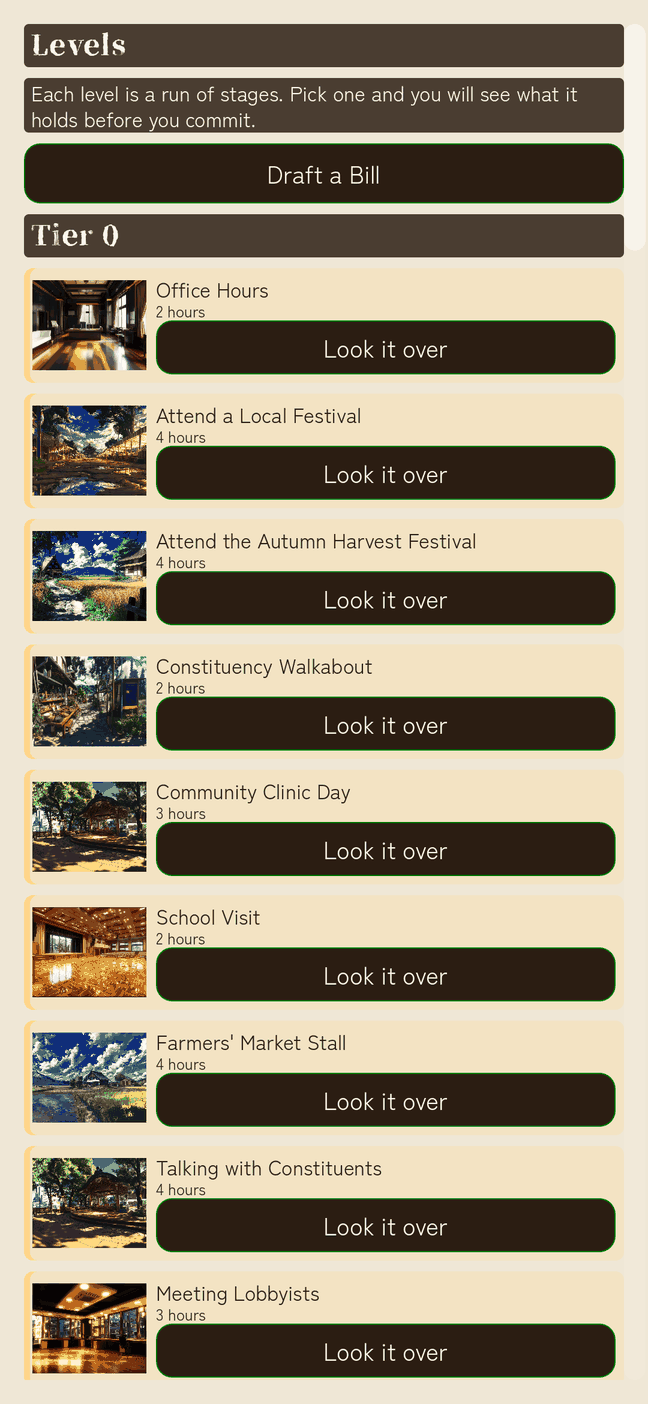 Levels
Each level is a run of stages. Pick one and you will see what it
holds before you commit.
Draft a Bill
Tier 0
Office Hours
2 hours
Look it over
Attend a Local Festival
4 hours
Look it over
Attend the Autumn Harvest Festival
4 hours
Look it over
Constituency Walkabout
2 hours
Look it over
Community Clinic Day
3 hours
Look it over
School Visit
2 hours
Look it over
Farmers' Market Stall
4 hours
Look it over
Talking with Constituents
4 hours
Look it over
Meeting Lobbyists
3 hours
Look it over